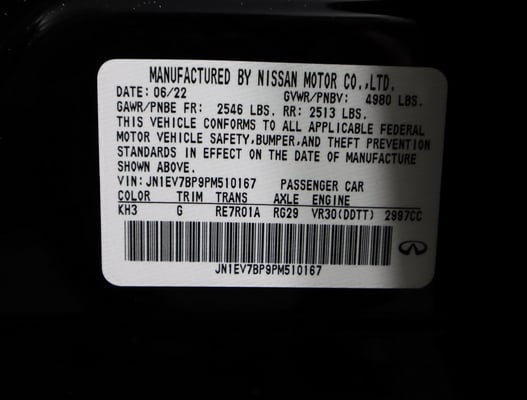 MANUFACTURED BY NISSAN MOTOR CO.,LTD.
DATE: 06/22 GVWR/PNBV: 4980 LBS.
GAWR/PNBE FR: 2546 LBS. RR: 2513 LBS.
THIS VEHICLE CONFORMS TO ALL APPLICABLE FEDERAL
MOTOR VEHICLE SAFETY,BUMPER,AND THEFT PREVENTION
STANDARDS IN EFFECT ON THE DATE OF MANUFACTURE
SHOWN ABOVE.
VIN: JN1EV7BP9PM510167 PASSENGER CAR
COLOR TRIM TRANS AXLE ENGINE
KH3 G RE7R01A RG29 VR30(DDTT) 2997CC
JN1EV7BP9PM510167